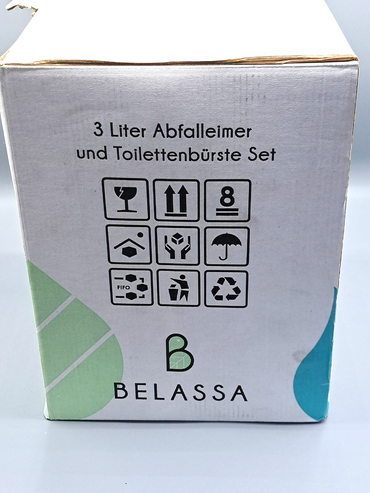 3 Liter Abfalleimer
und Toilettenbürste Set
8
FIFO
B
BELASSA